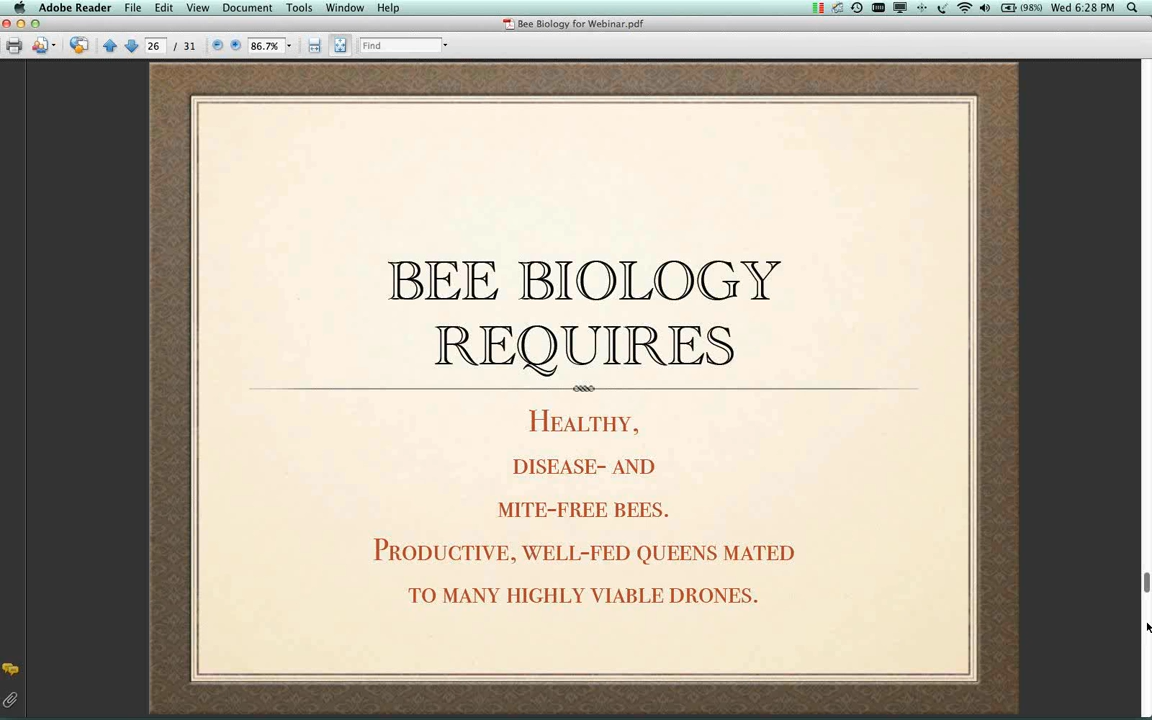 Adobe Reader File Edit View Document Tools Window Help (98%) Wed 6:28 PM
Bee Biology for Webinar.pdf
26 / 31 86.7% Find
BEE BIOLOGY
REQUIRES
Healthy,
disease- and
mite-free bees.
Productive, well-fed queens mated
to many highly viable drones.